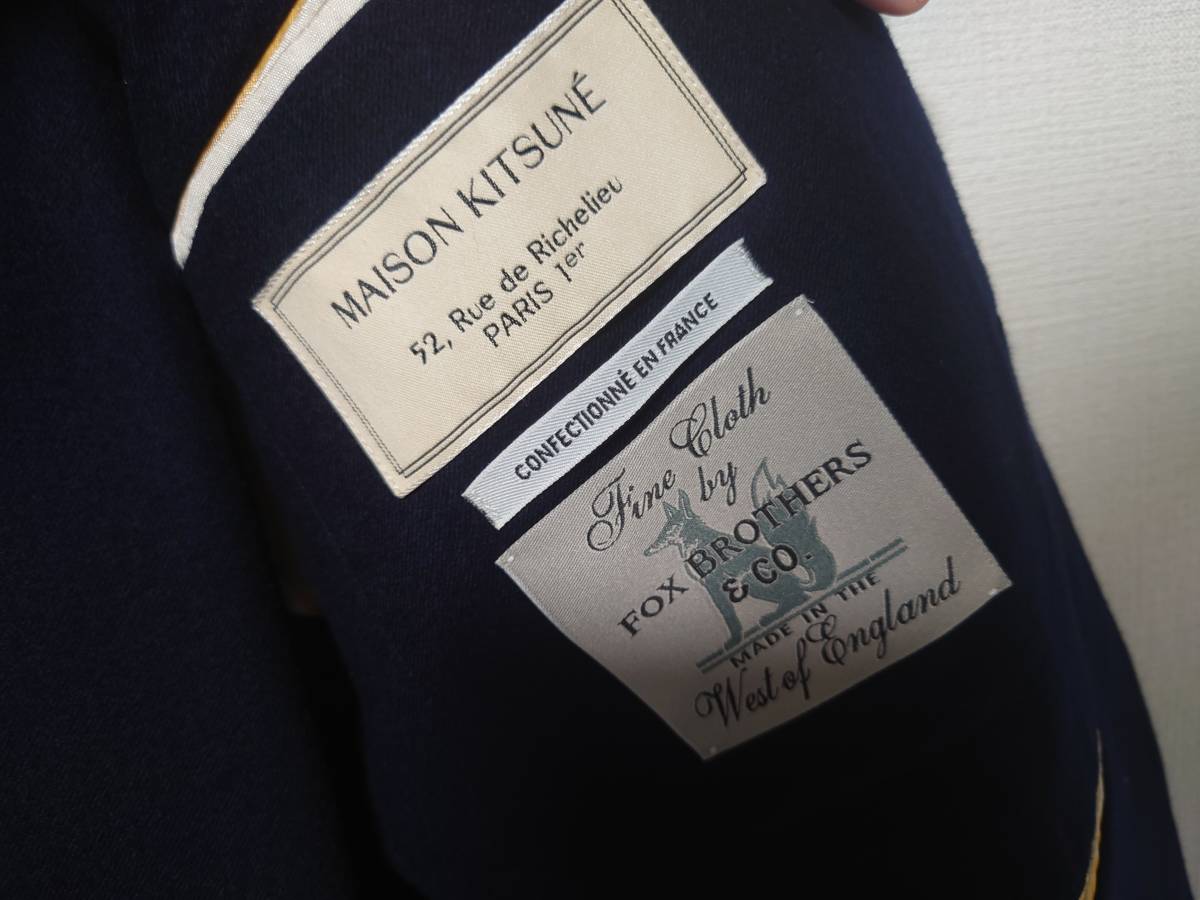 MAISON KITSUNÉ
52, Rue de Richelieu
PARIS 1er
CONFECTIONNÉ EN FRANCE
Fine Cloth
by
FOX BROTHERS
& CO.
MADE IN THE
West of England